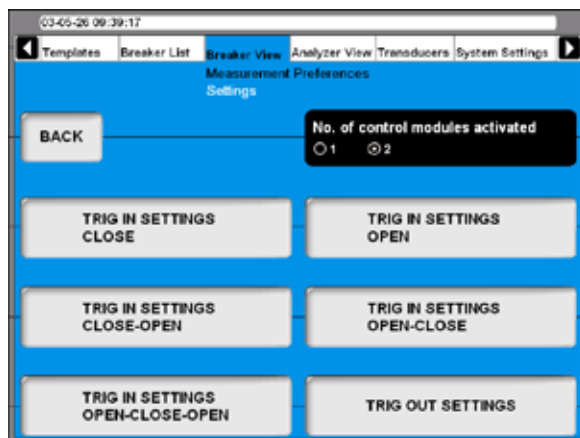 03-05-26 09:39:17
Templates Breaker List Breaker View Analyzer View Transducers System Settings
Measurement Preferences
Settings
BACK
No. of control modules activated
1 2
TRIG IN SETTINGS
CLOSE
TRIG IN SETTINGS
OPEN
TRIG IN SETTINGS
CLOSE-OPEN
TRIG IN SETTINGS
OPEN-CLOSE
TRIG IN SETTINGS
OPEN-CLOSE-OPEN
TRIG OUT SETTINGS